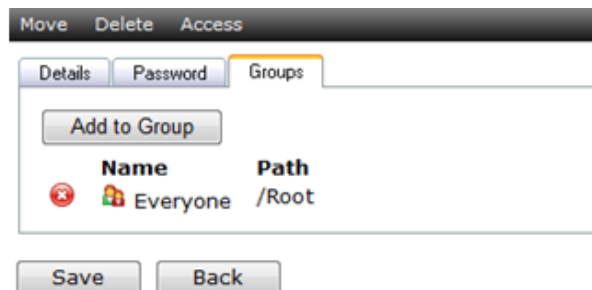 Move Delete Access
Details Password Groups
Add to Group
Name Path
Everyone /Root
Save Back